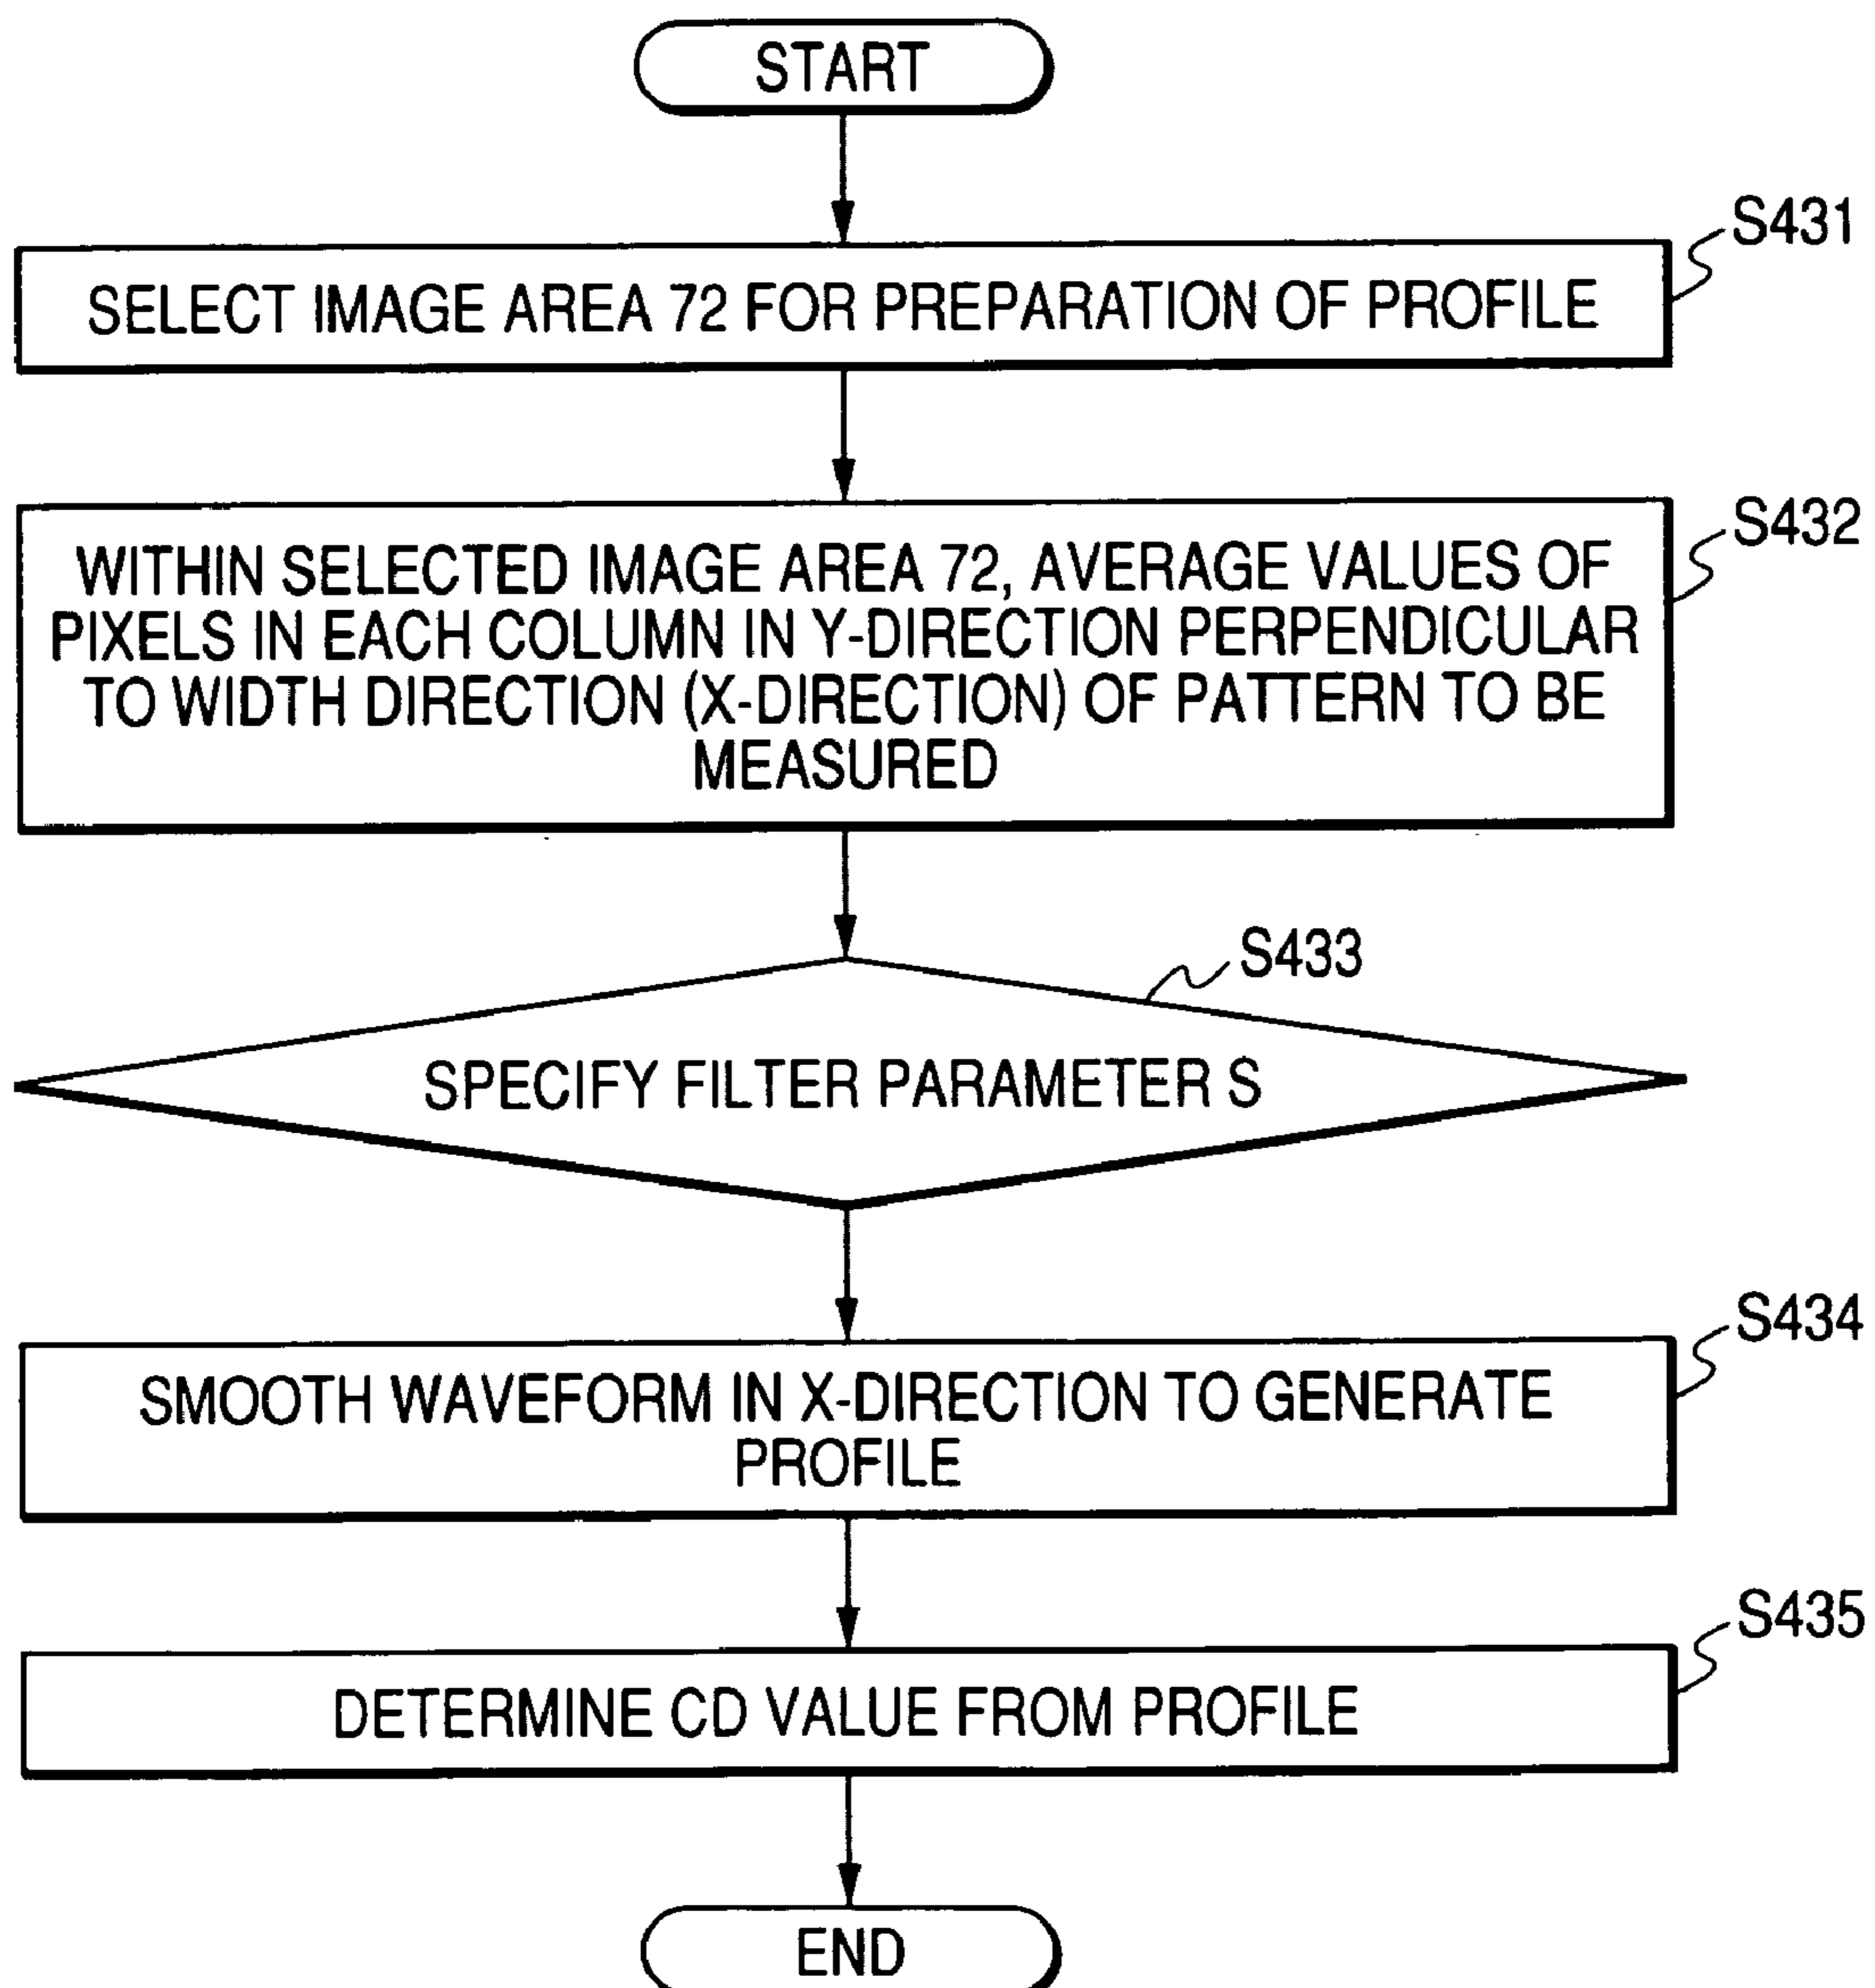 START
S431
SELECT IMAGE AREA 72 FOR PREPARATION OF PROFILE
S432
WITHIN SELECTED IMAGE AREA 72, AVERAGE VALUES OF
PIXELS IN EACH COLUMN IN Y-DIRECTION PERPENDICULAR
TO WIDTH DIRECTION (X-DIRECTION) OF PATTERN TO BE
MEASURED
S433
SPECIFY FILTER PARAMETER S
S434
SMOOTH WAVEFORM IN X-DIRECTION TO GENERATE
PROFILE
S435
DETERMINE CD VALUE FROM PROFILE
END